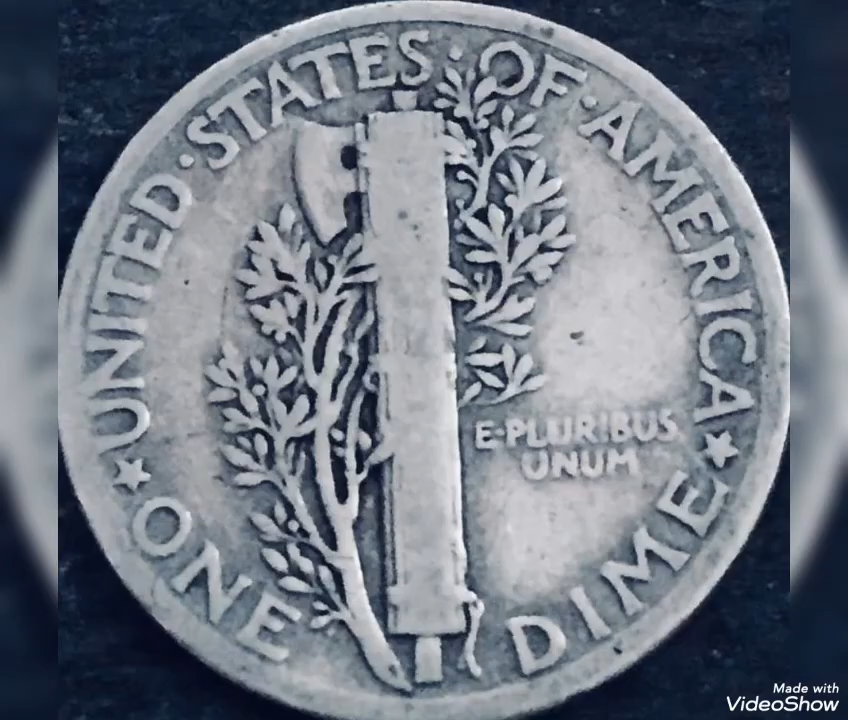 UNITED·STATES·OF·AMERICA
E·PLURIBUS
UNUM
ONE DIME
Made with
VideoShow